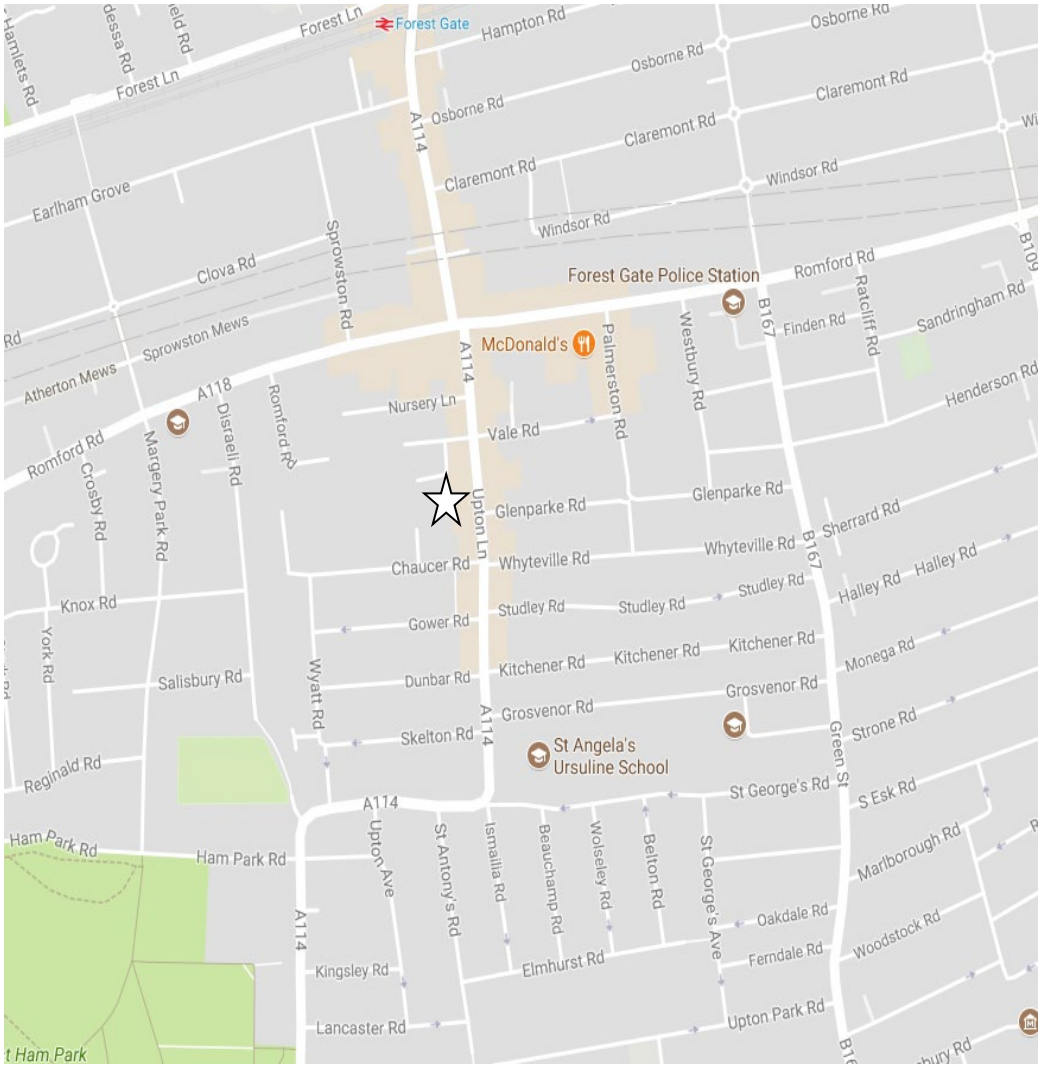 Forest Ln
Forest Gate
Hampton Rd
Osborne Rd
Hamlets Rd
Forest Ln
Osborne Rd
Claremont Rd
A114
Osborne Rd
Claremont Rd
Claremont Rd
Windsor Rd
Earlham Grove
Sprowston Rd
Windsor Rd
Clova Rd
Romford Rd
B109
Forest Gate Police Station
B167
Ratcliff Rd
Sandringham Rd
Finden Rd
Sprowston Mews
McDonald's
Palmerston Rd
Westbury Rd
A114
Atherton Mews
A118
Romford Rd
Nursery Ln
Henderson Rd
Disraeli Rd
Vale Rd
Romford Rd
Crosby Rd
Margery Park Rd
Upton Ln
Glenparke Rd
Glenparke Rd
Sherrard Rd
Chaucer Rd
Whyteville Rd
Whyteville Rd
B167
Halley Rd
Halley Rd
Knox Rd
Studley Rd
Studley Rd
Studley Rd
Gower Rd
York Rd
Wyatt Rd
Kitchener Rd
Kitchener Rd
Kitchener Rd
Monega Rd
Salisbury Rd
Dunbar Rd
Grosvenor Rd
Grosvenor Rd
A114
Skelton Rd
Green St
Strone Rd
St Angela's
Ursuline School
Reginald Rd
St George's Rd
S Esk Rd
A114
Ham Park Rd
Ham Park Rd
Upton Ave
St Antony's Rd
Ismailia Rd
Beauchamp Rd
Wolseley Rd
Belton Rd
St George's Ave
Marlborough Rd
A114
Oakdale Rd
Woodstock Rd
Ferndale Rd
Kingsley Rd
Elmhurst Rd
Lancaster Rd
Upton Park Rd
Ham Park